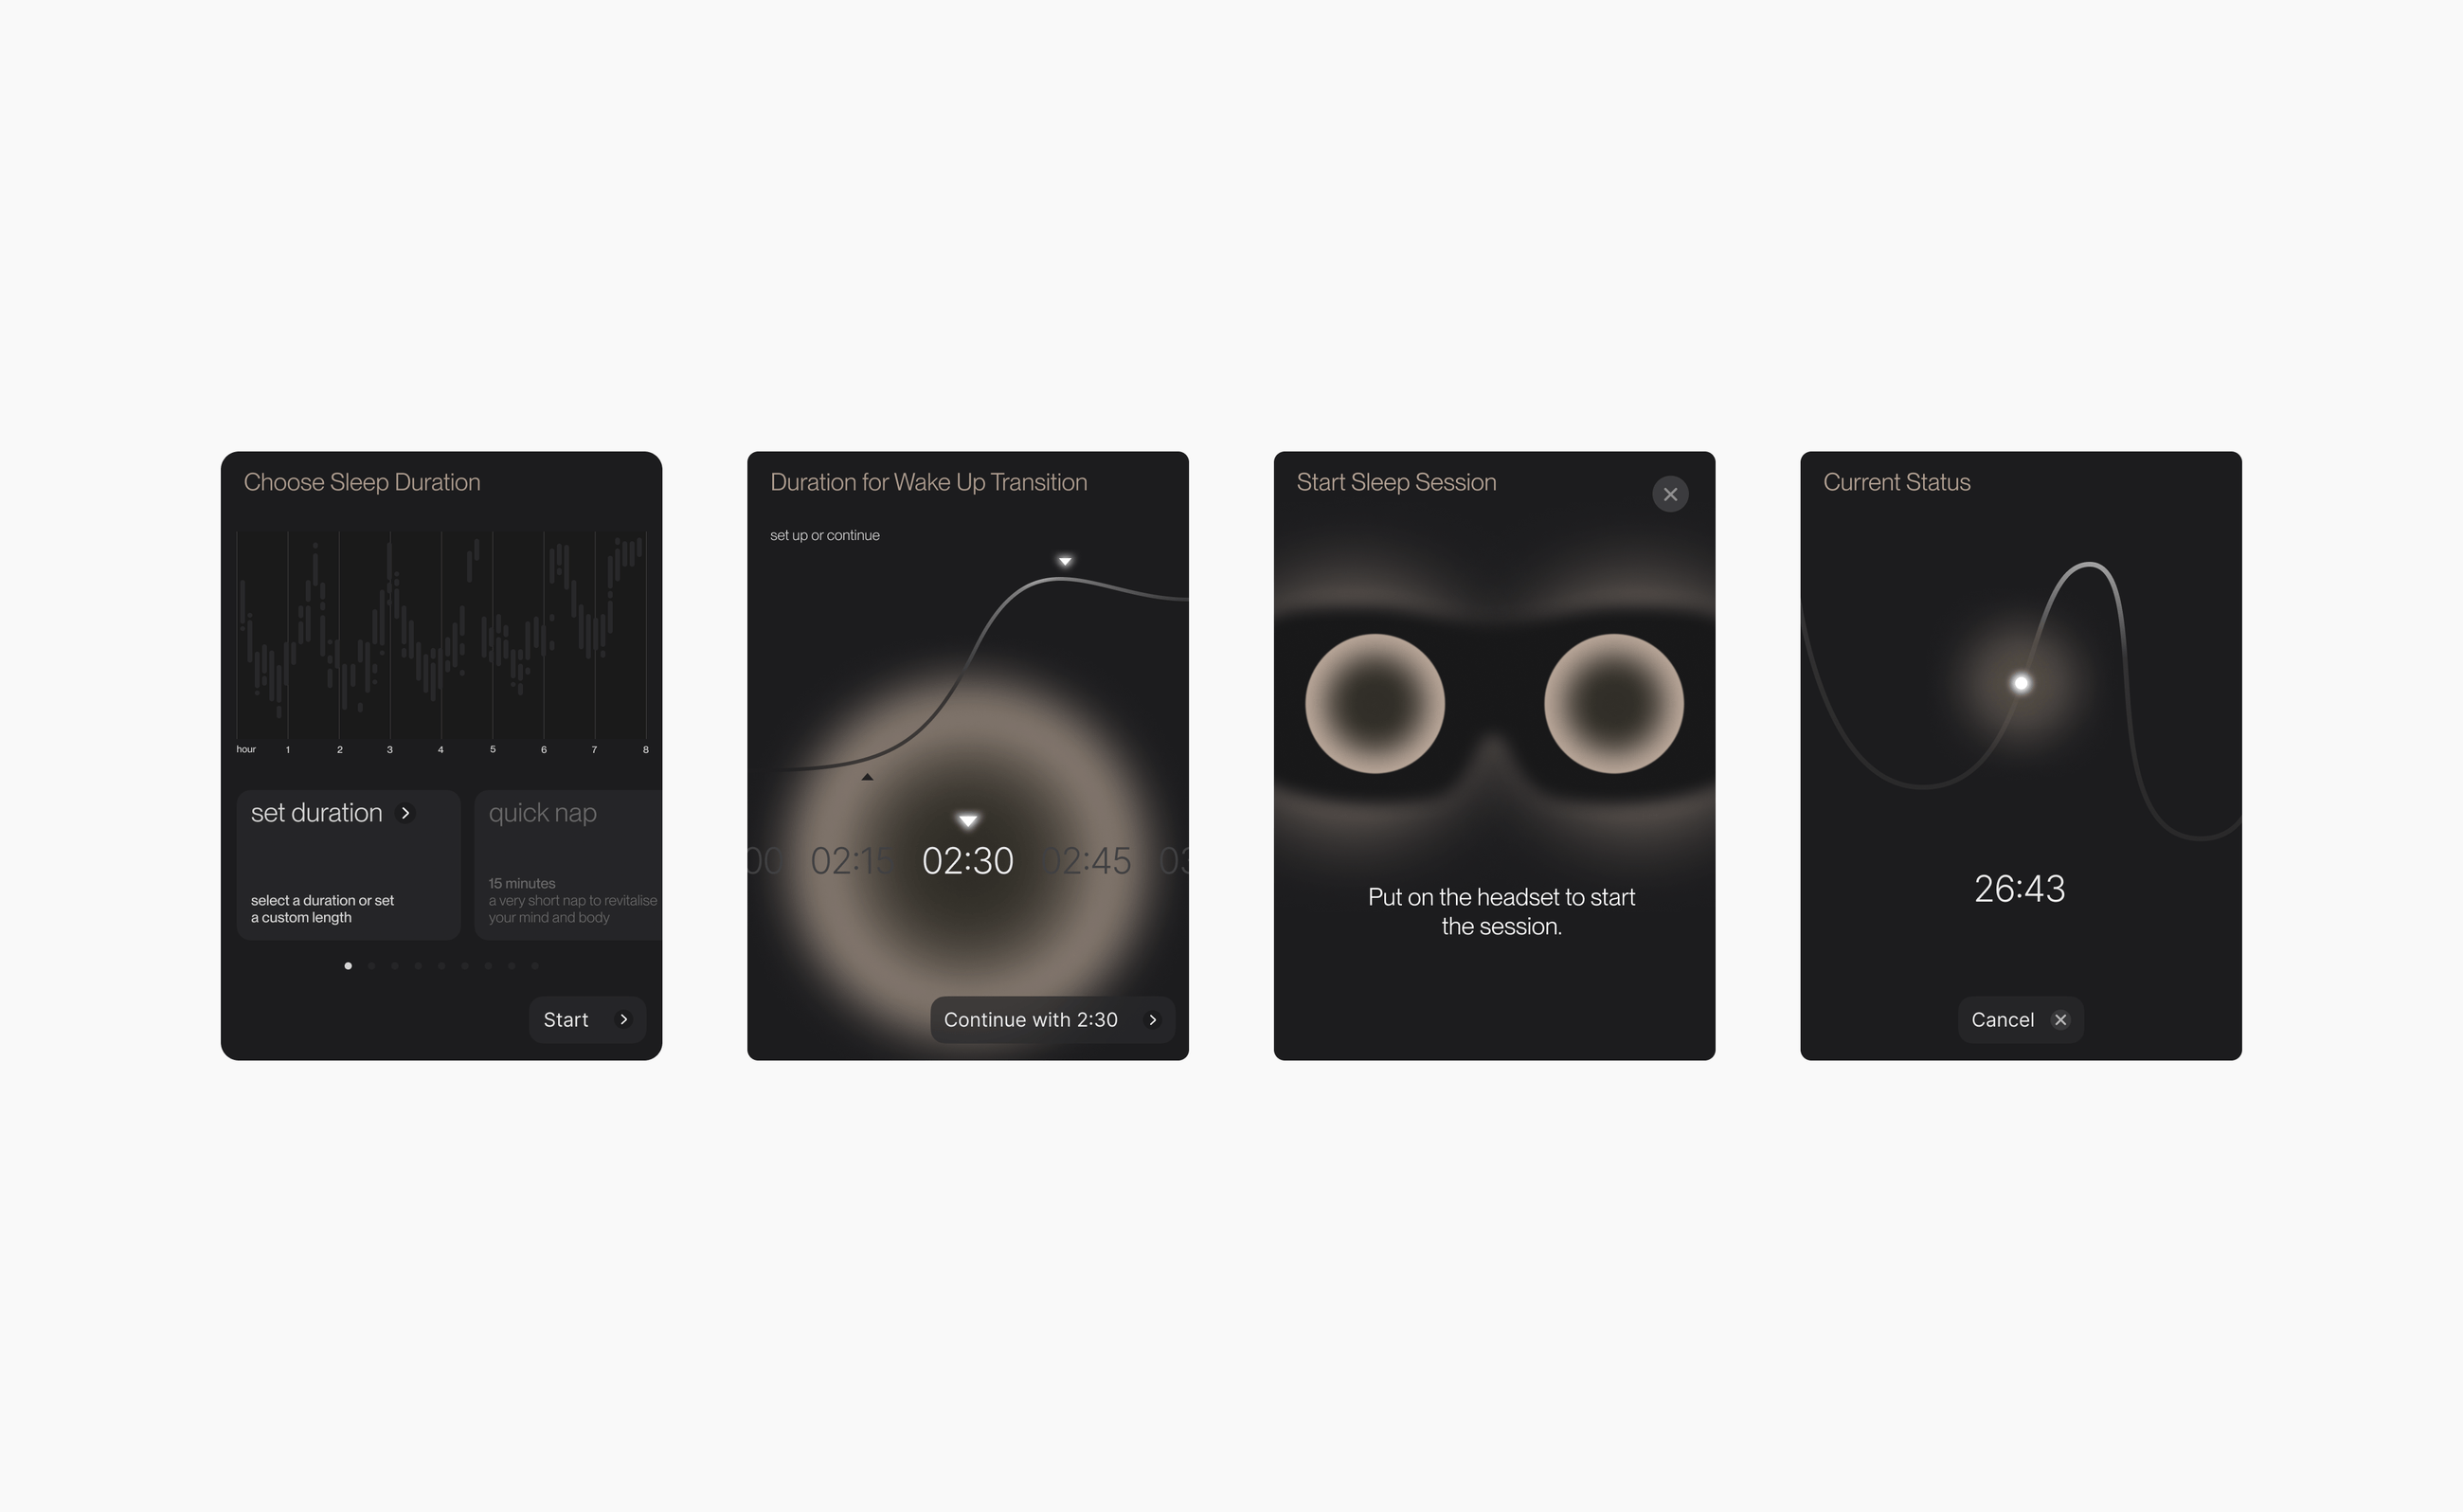 Choose Sleep Duration
hour 1 2 3 4 5 6 7 8
set duration
select a duration or set
a custom length
quick nap
15 minutes
a very short nap to revitalise
your mind and body
Start
Duration for Wake Up Transition
set up or continue
00 02:15 02:30 02:45 03
Continue with 2:30
Start Sleep Session
Put on the headset to start
the session.
Current Status
26:43
Cancel